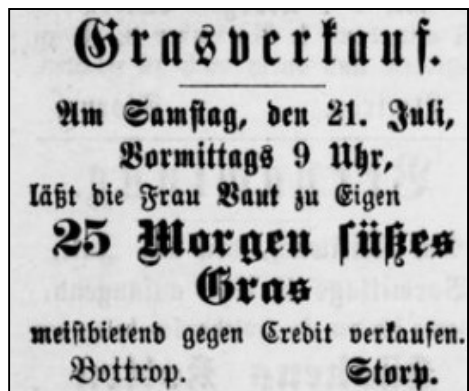 Grasverkauf.
Am Samstag, den 21. Juli,
Vormittags 9 Uhr,
läßt die Frau Vaut zu Eigen
25 Morgen süßes
Gras
meistbietend gegen Credit verkaufen.
Bottrop. Storp.